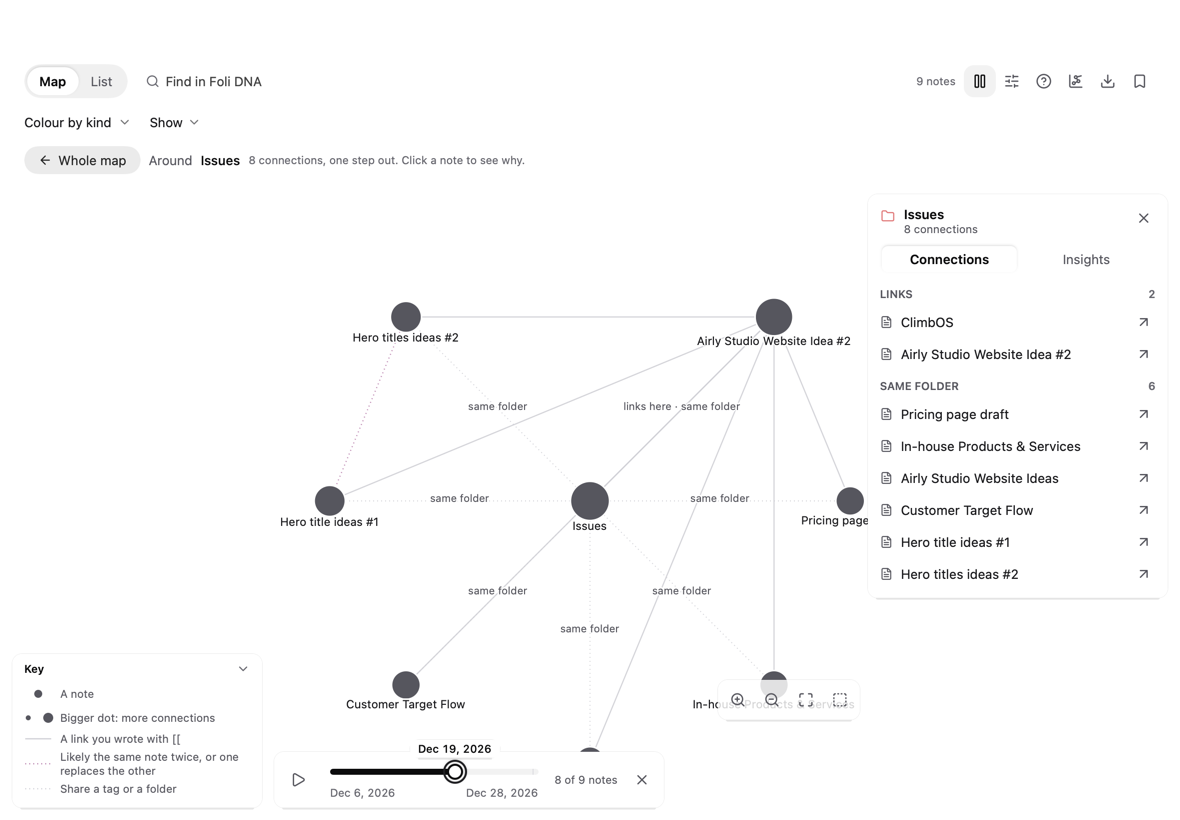 Map
List
Find in Foli DNA
9 notes
Colour by kind
Show
Whole map
Around Issues 8 connections, one step out. Click a note to see why.
Issues
8 connections
Connections
Insights
LINKS 2
ClimbOS
Airly Studio Website Idea #2
SAME FOLDER 6
Pricing page draft
In-house Products & Services
Airly Studio Website Ideas
Customer Target Flow
Hero title ideas #1
Hero titles ideas #2
Hero titles ideas #2
Airly Studio Website Idea #2
same folder
links here · same folder
same folder
same folder
Hero title ideas #1
Issues
Pricing page
same folder
same folder
same folder
Customer Target Flow
In-house Products & Services
Key
A note
Bigger dot: more connections
A link you wrote with [[
Likely the same note twice, or one
replaces the other
Share a tag or a folder
Dec 19, 2026
8 of 9 notes
Dec 6, 2026
Dec 28, 2026